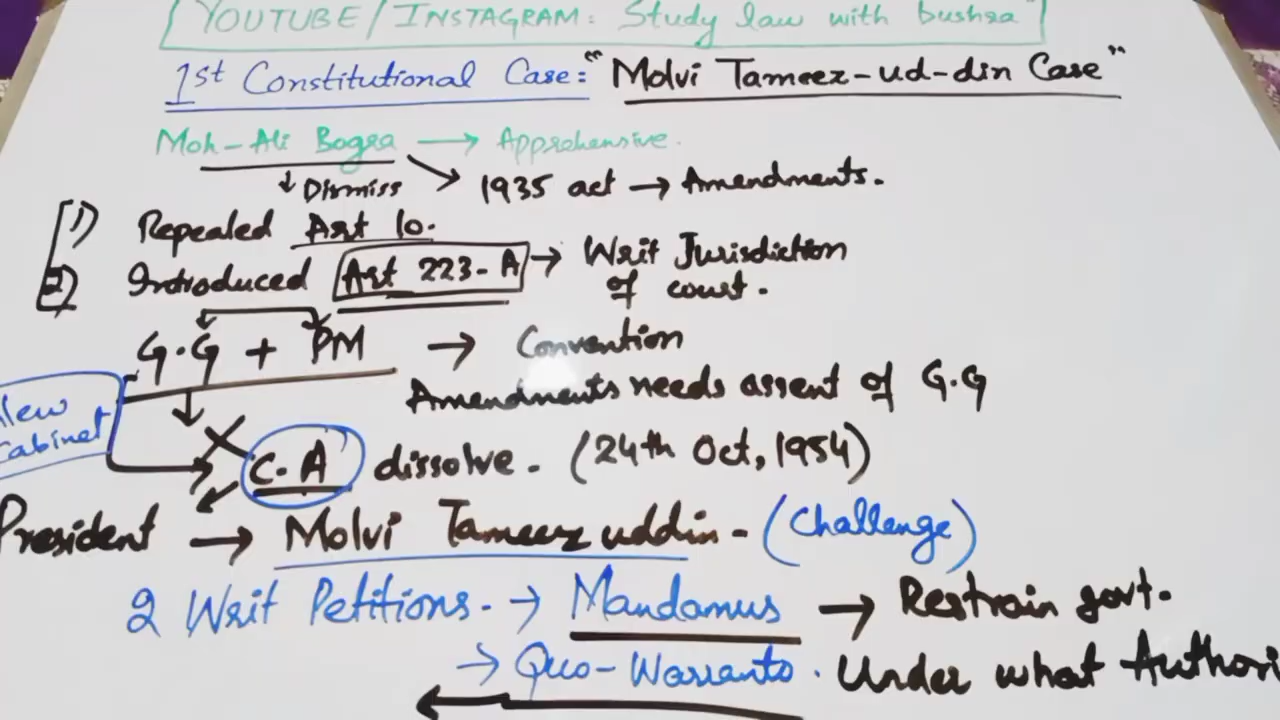 YOUTUBE/INSTAGRAM: Study law with bushra
1st Constitutional Case: "Molvi Tameez-ud-din Case"
Moh-Ali Bogra → Apprehensive.
↓ Dismiss → 1935 act → Amendments.
1) Repealed Art 10.
2) Introduced Art 223-A → Writ Jurisdiction
of court.
G.G + PM → Convention
Amendments needs assent of G.G
New
Cabinet
C.A dissolve. (24th Oct, 1954)
President → Molvi Tameez uddin - (Challenge)
2 Writ Petitions. → Mandamus → Restrain govt.
→ Quo-Warranto. Under what Authori